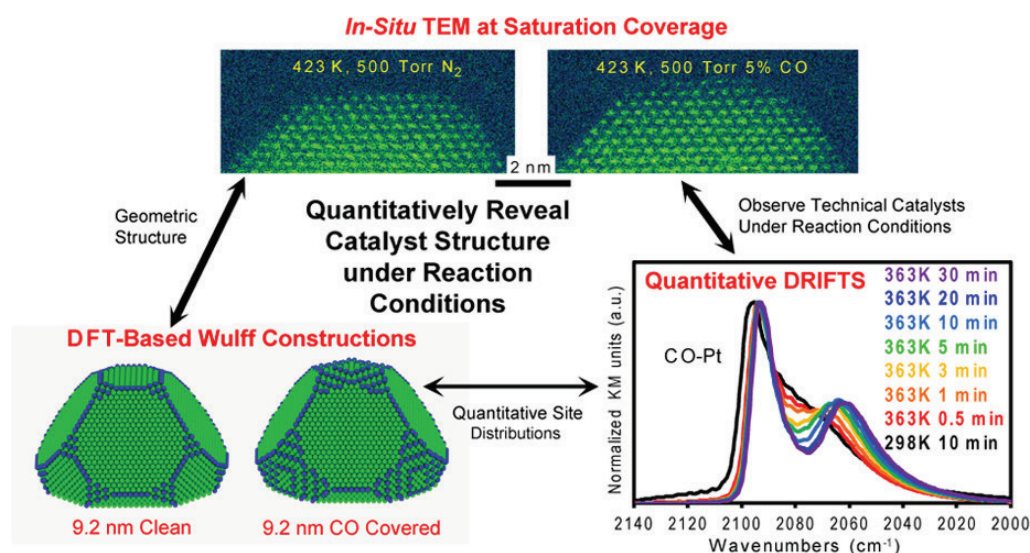 In-Situ TEM at Saturation Coverage
423 K, 500 Torr N2
423 K, 500 Torr 5% CO
2 nm
Geometric
Structure
Quantitatively Reveal
Catalyst Structure
under Reaction
Conditions
Observe Technical Catalysts
Under Reaction Conditions
DFT-Based Wulff Constructions
9.2 nm Clean
9.2 nm CO Covered
Quantitative Site
Distributions
Quantitative DRIFTS
Normalized KM units (a.u.)
CO-Pt
363K 30 min
363K 20 min
363K 10 min
363K 5 min
363K 3 min
363K 1 min
363K 0.5 min
298K 10 min
2140 2100 2080 2060 2040 2020 2000
Wavenumbers (cm-1)